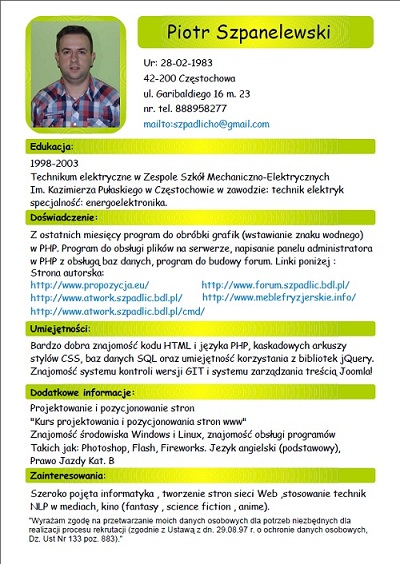 Piotr Szpanelewski
Ur: 28-02-1983
42-200 Częstochowa
ul. Garibaldiego 16 m. 23
nr. tel. 888958277
mailto:szpadlicho@gmail.com
Edukacja:
1998-2003
Technikum elektryczne w Zespole Szkół Mechaniczno-Elektrycznych
Im. Kazimierza Pułaskiego w Częstochowie w zawodzie: technik elektryk
specjalność: energoelektronika.
Doświadczenie:
Z ostatnich miesięcy program do obróbki grafik (wstawianie znaku wodnego)
w PHP. Program do obsługi plików na serwerze, napisanie panelu administratora
w PHP z obsługą baz danych, program do budowy forum. Linki poniżej :
Strona autorska:
http://www.propozycja.eu/ http://www.forum.szpadlic.bdl.pl/
http://www.atwork.szpadlic.bdl.pl/ http://www.meblefryzjerskie.info/
http://www.atwork.szpadlic.bdl.pl/cmd/
Umiejętności:
Bardzo dobra znajomość kodu HTML i języka PHP, kaskadowych arkuszy
stylów CSS, baz danych SQL oraz umiejętność korzystania z bibliotek jQuery.
Znajomość systemu kontroli wersji GIT i systemu zarządzania treścią Joomla!
Dodatkowe informacje:
Projektowanie i pozycjonowanie stron
"Kurs projektowania i pozycjonowania stron www"
Znajomość środowiska Windows i Linux, znajomość obsługi programów
Takich jak: Photoshop, Flash, Fireworks. Jezyk angielski (podstawowy),
Prawo Jazdy Kat. B
Zainteresowania:
Szeroko pojęta informatyka , tworzenie stron sieci Web ,stosowanie technik
NLP w mediach, kino (fantasy , science fiction , anime).
"Wyrażam zgodę na przetwarzanie moich danych osobowych dla potrzeb niezbędnych dla
realizacji procesu rekrutacji (zgodnie z Ustawą z dn. 29.08.97 r. o ochronie danych osobowych,
Dz. Ust Nr 133 poz. 883)."